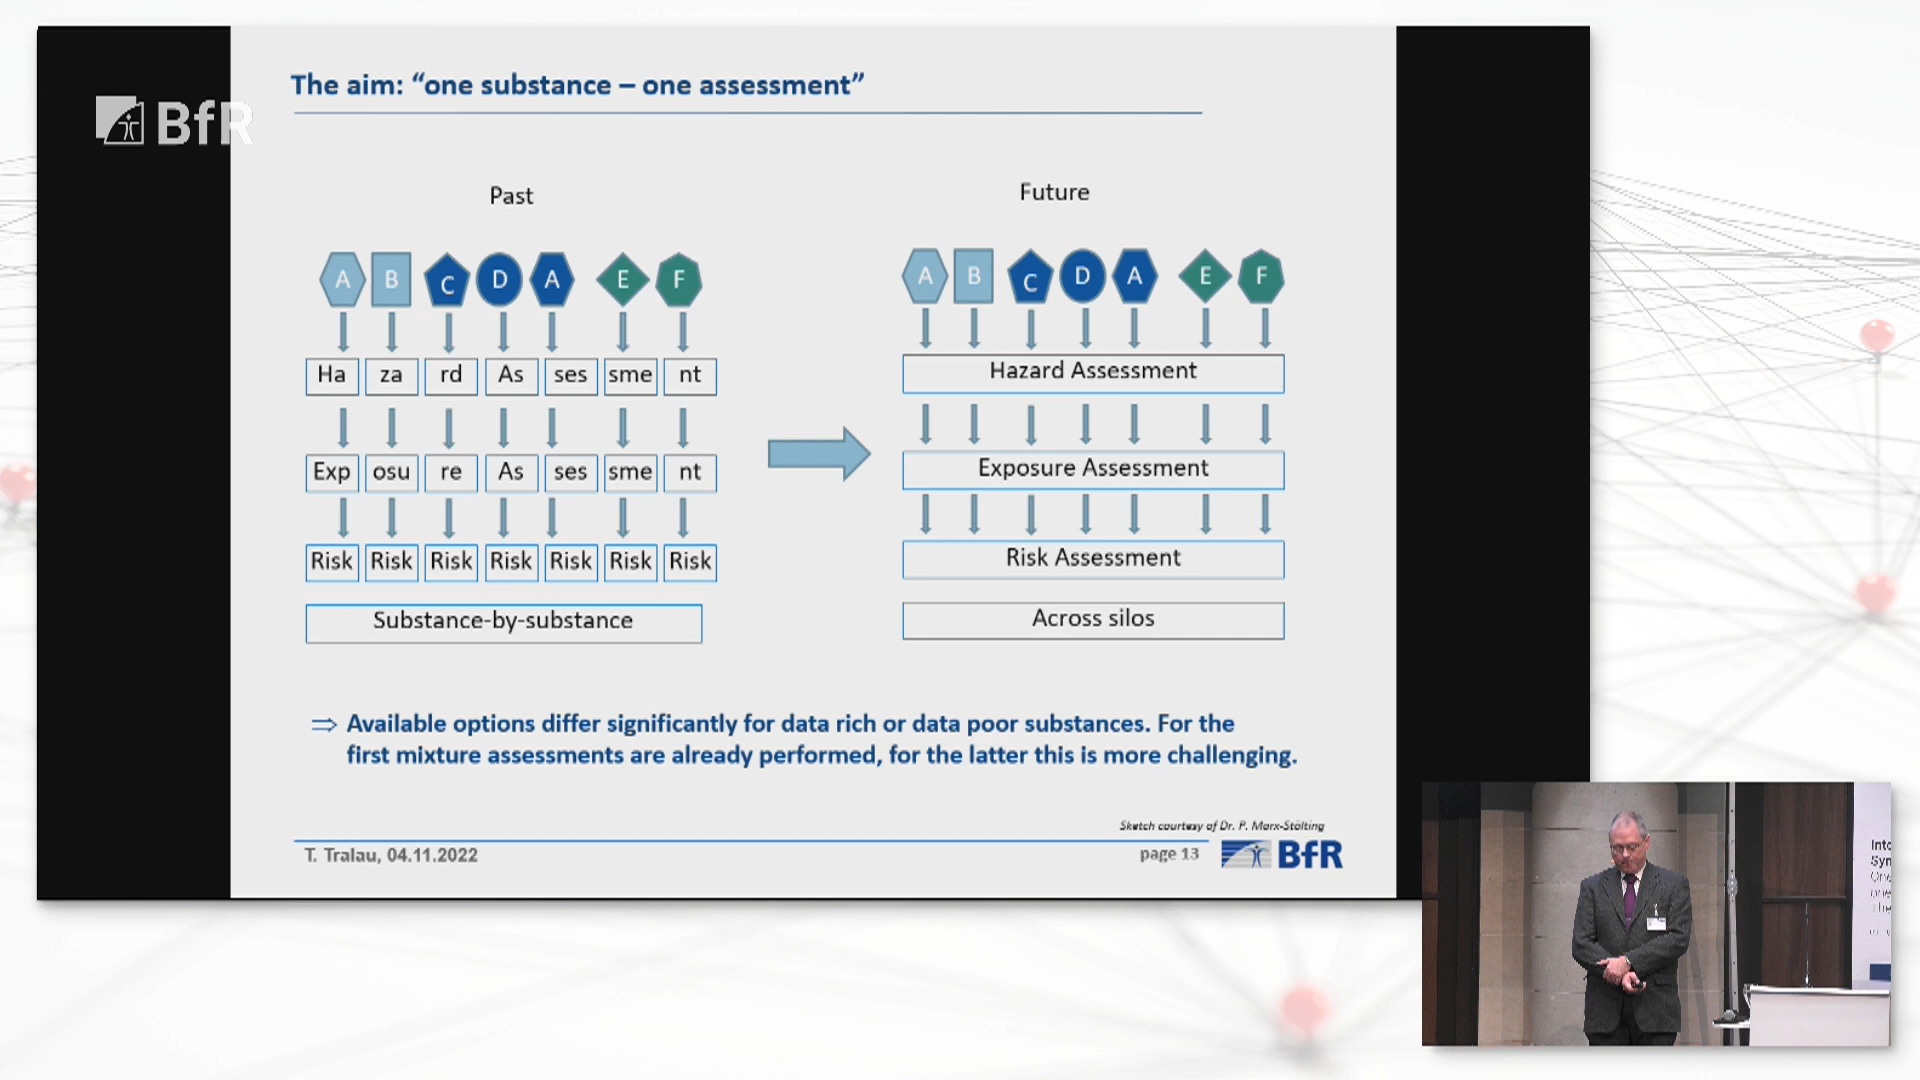 The aim: “one substance – one assessment”
BfR
Past
Future
A B C D A E F
A B C D A E F
Ha za rd As ses sme nt
Hazard Assessment
Exp osu re As ses sme nt
Exposure Assessment
Risk Risk Risk Risk Risk Risk Risk
Risk Assessment
Substance-by-substance
Across silos
⇒ Available options differ significantly for data rich or data poor substances. For the
first mixture assessments are already performed, for the latter this is more challenging.
Sketch courtesy of Dr. P. Marx-Stölting
T. Tralau, 04.11.2022
page 13
BfR